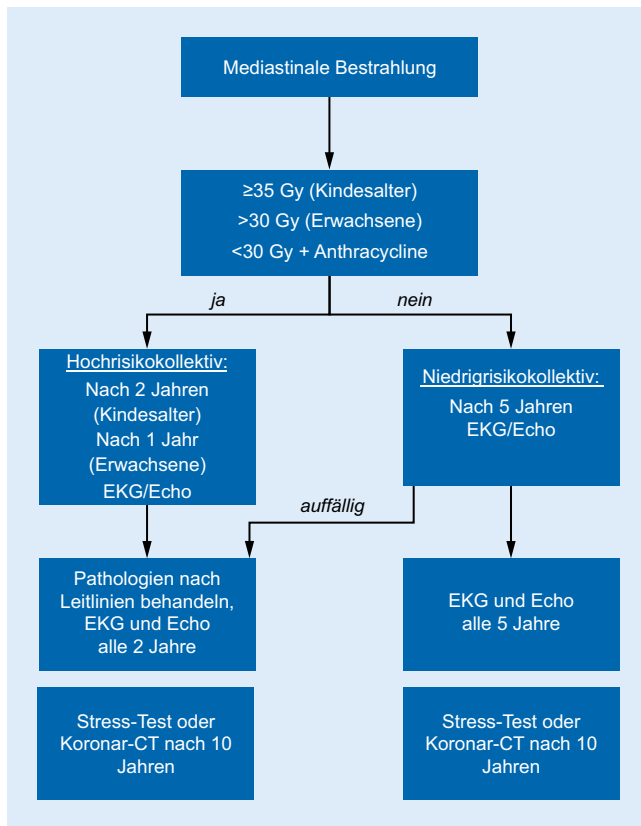 Mediastinale Bestrahlung
≥35 Gy (Kindesalter)
>30 Gy (Erwachsene)
<30 Gy + Anthracycline
ja
nein
Hochrisikokollektiv:
Nach 2 Jahren
(Kindesalter)
Nach 1 Jahr
(Erwachsene)
EKG/Echo
Niedrigrisikokollektiv:
Nach 5 Jahren
EKG/Echo
auffällig
Pathologien nach
Leitlinien behandeln,
EKG und Echo
alle 2 Jahre
EKG und Echo
alle 5 Jahre
Stress-Test oder
Koronar-CT nach 10
Jahren
Stress-Test oder
Koronar-CT nach 10
Jahren